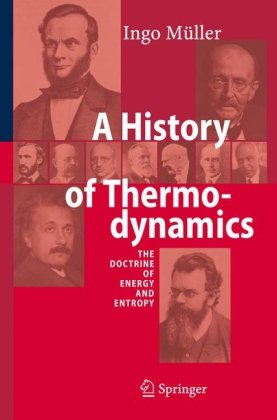 Ingo Müller
A History
of Thermo-
dynamics
THE
DOCTRINE
OF
ENERGY
AND
ENTROPY
Springer